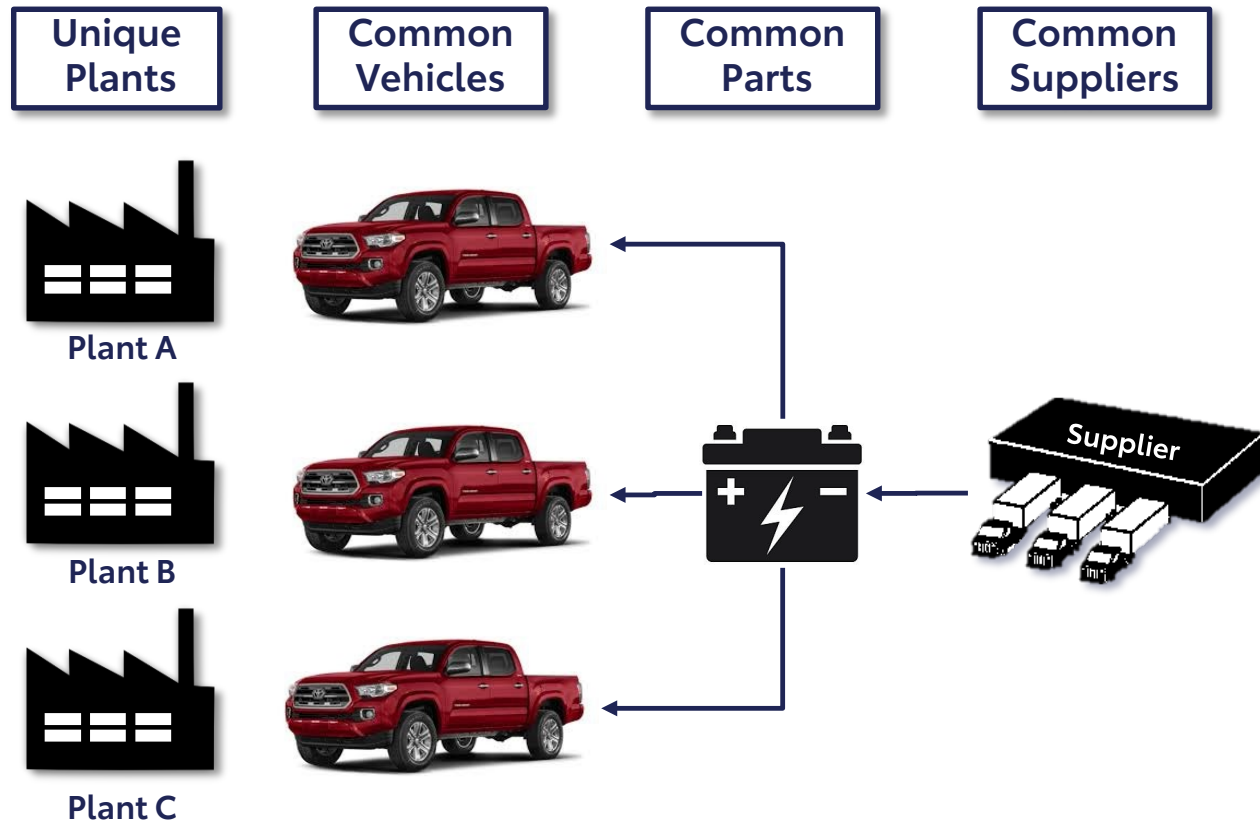 Unique
Plants
Common
Vehicles
Common
Parts
Common
Suppliers
Plant A
Plant B
Plant C
Supplier
+
-